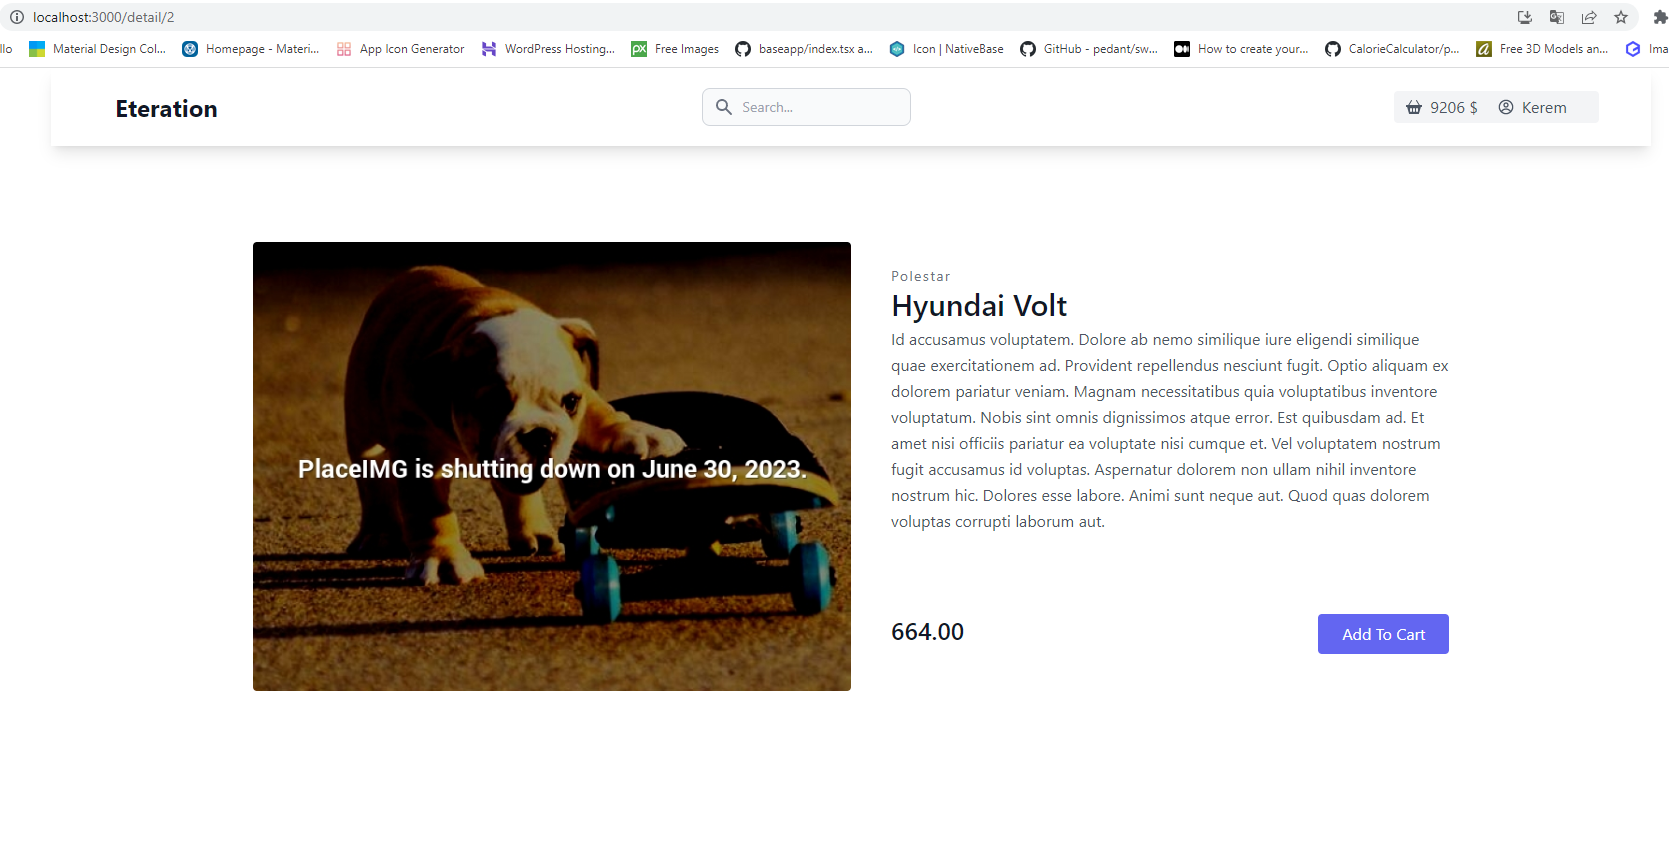 localhost:3000/detail/2
llo Material Design Col... Homepage - Materi... App Icon Generator WordPress Hosting... Free Images baseapp/index.tsx a... Icon | NativeBase GitHub - pedant/sw... How to create your... CalorieCalculator/p... Free 3D Models an... Ima
Eteration
Search...
9206 $ Kerem
PlaceIMG is shutting down on June 30, 2023.
Polestar
Hyundai Volt
Id accusamus voluptatem. Dolore ab nemo similique iure eligendi similique
quae exercitationem ad. Provident repellendus nesciunt fugit. Optio aliquam ex
dolorem pariatur veniam. Magnam necessitatibus quia voluptatibus inventore
voluptatum. Nobis sint omnis dignissimos atque error. Est quibusdam ad. Et
amet nisi officiis pariatur ea voluptate nisi cumque et. Vel voluptatem nostrum
fugit accusamus id voluptas. Aspernatur dolorem non ullam nihil inventore
nostrum hic. Dolores esse labore. Animi sunt neque aut. Quod quas dolorem
voluptas corrupti laborum aut.
664.00
Add To Cart